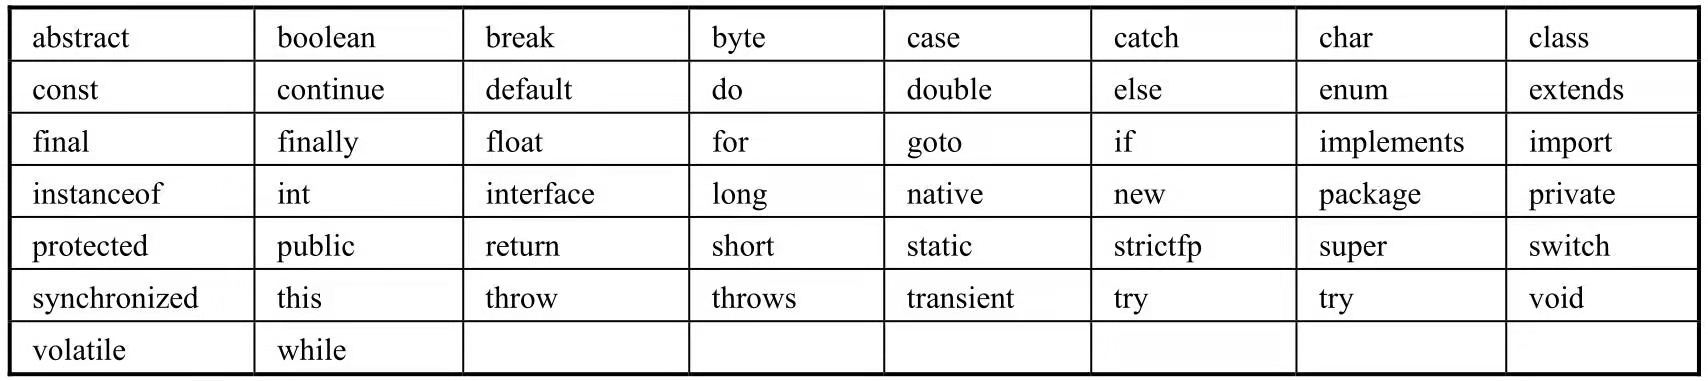 abstract boolean break byte case catch char class
const continue default do double else enum extends
final finally float for goto if implements import
instanceof int interface long native new package private
protected public return short static strictfp super switch
synchronized this throw throws transient try try void
volatile while